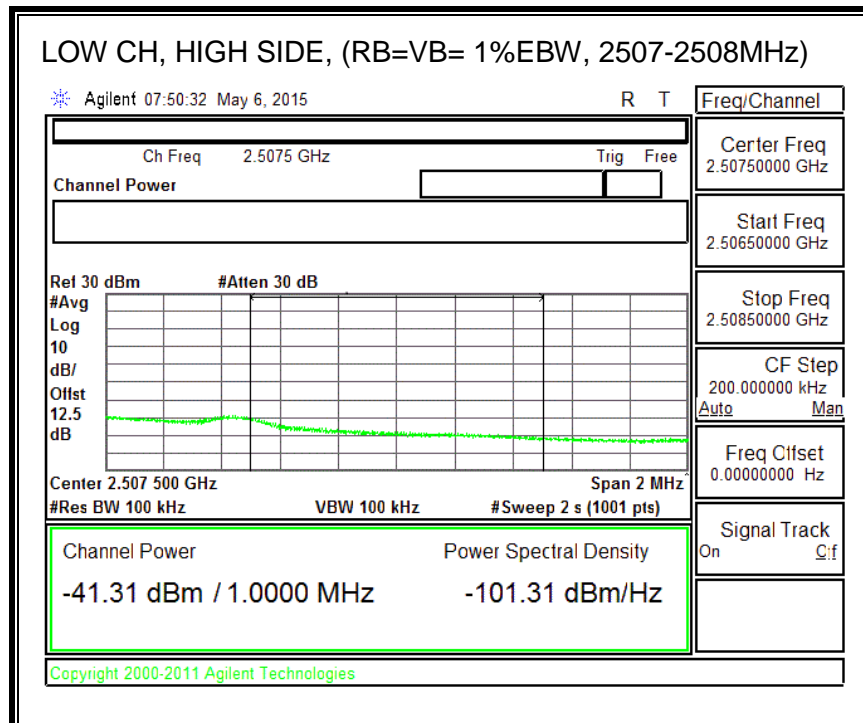 LOW CH, HIGH SIDE, (RB=VB= 1%EBW, 2507-2508MHz)
Agilent 07:50:32 May 6, 2015 R T
Freq/Channel
Ch Freq 2.5075 GHz Trig Free
Channel Power
Center Freq
2.50750000 GHz
Start Freq
2.50650000 GHz
Stop Freq
2.50850000 GHz
CF Step
200.000000 kHz
Auto Man
Freq Offset
0.00000000 Hz
Signal Track
On Off
Ref 30 dBm #Atten 30 dB
#Avg
Log
10
dB/
Offst
12.5
dB
Center 2.507 500 GHz Span 2 MHz
#Res BW 100 kHz VBW 100 kHz #Sweep 2 s (1001 pts)
Channel Power Power Spectral Density
-41.31 dBm / 1.0000 MHz -101.31 dBm/Hz
Copyright 2000-2011 Agilent Technologies